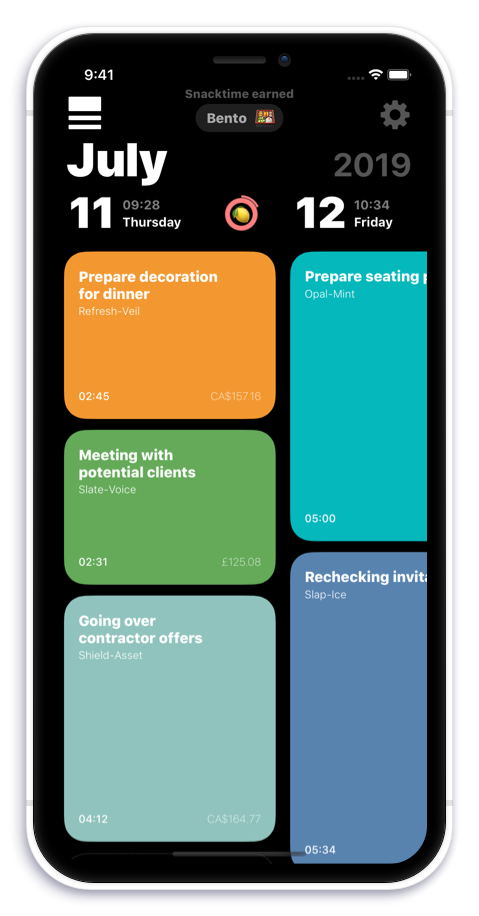 9:41
Snacktime earned
Bento
July
2019
11
09:28
Thursday
12
10:34
Friday
Prepare decoration
for dinner
Refresh-Veil
02:45
CA$157.16
Meeting with
potential clients
Slate-Voice
02:31
£125.08
Going over
contractor offers
Shield-Asset
04:12
CA$164.77
Prepare seating
Opal-Mint
05:00
Rechecking
Slap-Ice
05:34